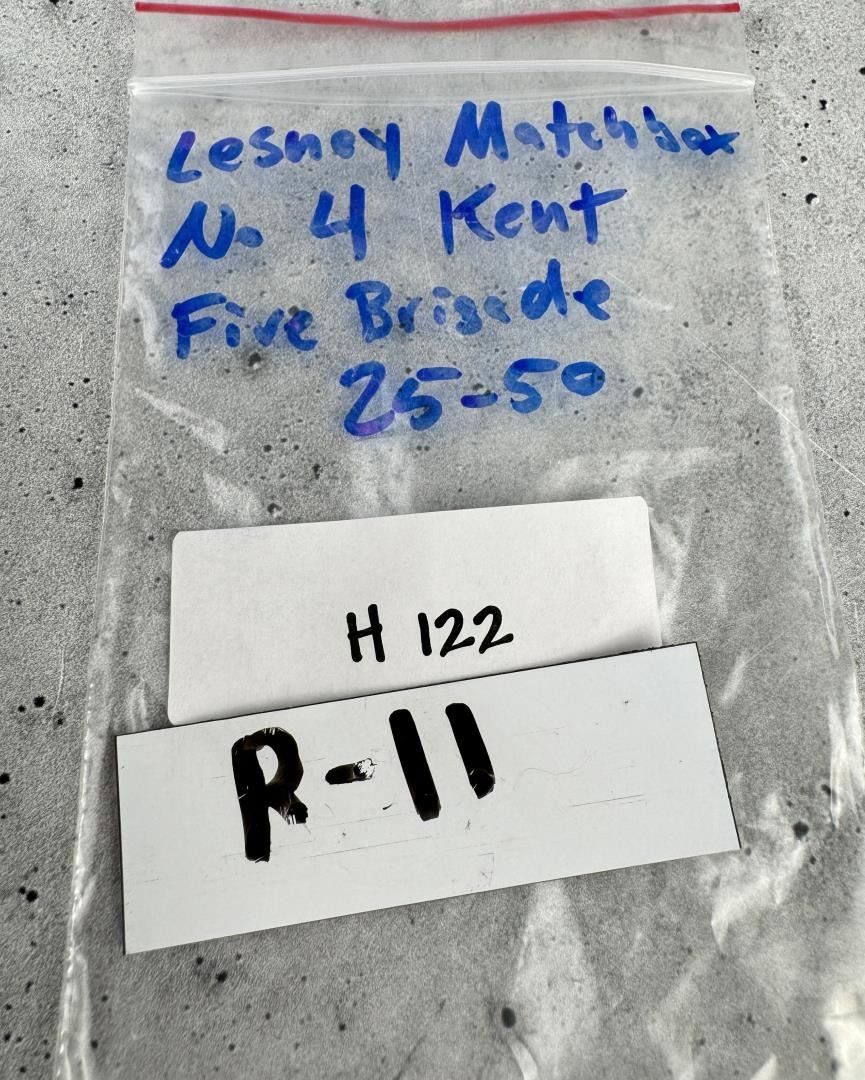 Lesney Matchbox
No. 4 Kent
Fire Brigade
25-50
H 122
R-11